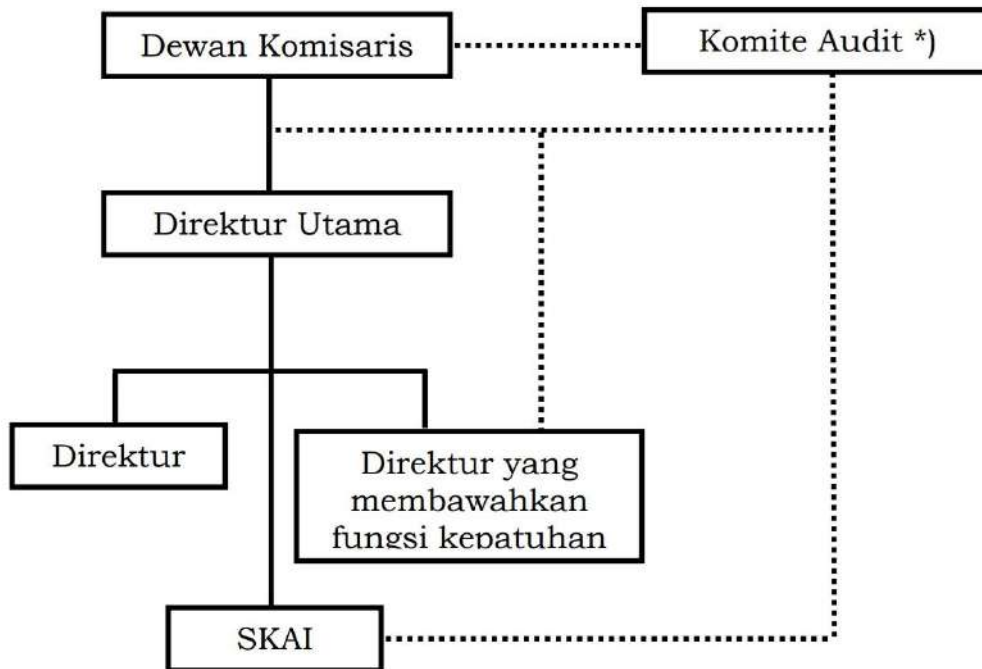 Dewan Komisaris
Komite Audit *)
Direktur Utama
Direktur
Direktur yang
membawahkan
fungsi kepatuhan
SKAI